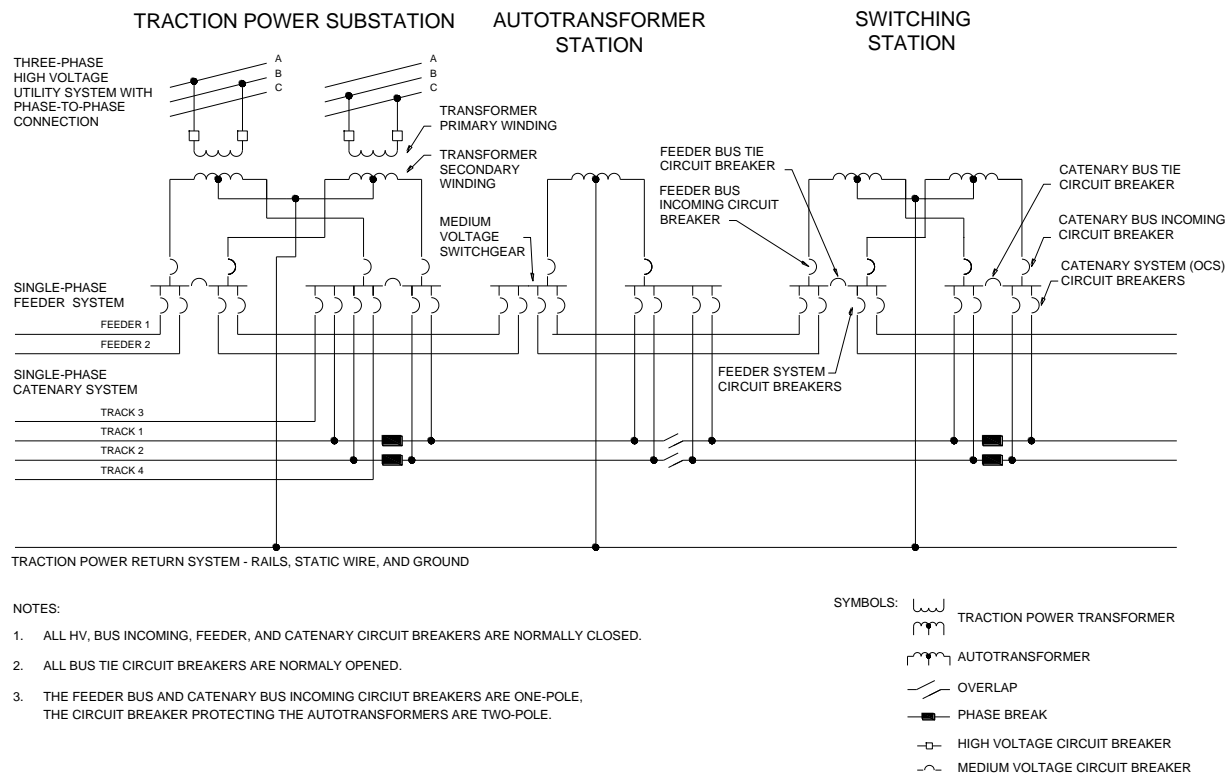 TRACTION POWER SUBSTATION
AUTOTRANSFORMER
STATION
SWITCHING
STATION
THREE-PHASE
HIGH VOLTAGE
UTILITY SYSTEM WITH
PHASE-TO-PHASE
CONNECTION
A
B
C
A
B
C
TRANSFORMER
PRIMARY WINDING
TRANSFORMER
SECONDARY
WINDING
MEDIUM
VOLTAGE
SWITCHGEAR
FEEDER BUS TIE
CIRCUIT BREAKER
FEEDER BUS
INCOMING CIRCUIT
BREAKER
CATENARY BUS TIE
CIRCUIT BREAKER
CATENARY BUS INCOMING
CIRCUIT BREAKER
CATENARY SYSTEM (OCS)
CIRCUIT BREAKERS
SINGLE-PHASE
FEEDER SYSTEM
FEEDER 1
FEEDER 2
FEEDER SYSTEM
CIRCUIT BREAKERS
SINGLE-PHASE
CATENARY SYSTEM
TRACK 3
TRACK 1
TRACK 2
TRACK 4
TRACTION POWER RETURN SYSTEM - RAILS, STATIC WIRE, AND GROUND
NOTES:
1. ALL HV, BUS INCOMING, FEEDER, AND CATENARY CIRCUIT BREAKERS ARE NORMALLY CLOSED.
2. ALL BUS TIE CIRCUIT BREAKERS ARE NORMALY OPENED.
3. THE FEEDER BUS AND CATENARY BUS INCOMING CIRCIUT BREAKERS ARE ONE-POLE,
THE CIRCUIT BREAKER PROTECTING THE AUTOTRANSFORMERS ARE TWO-POLE.
SYMBOLS:
TRACTION POWER TRANSFORMER
AUTOTRANSFORMER
OVERLAP
PHASE BREAK
HIGH VOLTAGE CIRCUIT BREAKER
MEDIUM VOLTAGE CIRCUIT BREAKER